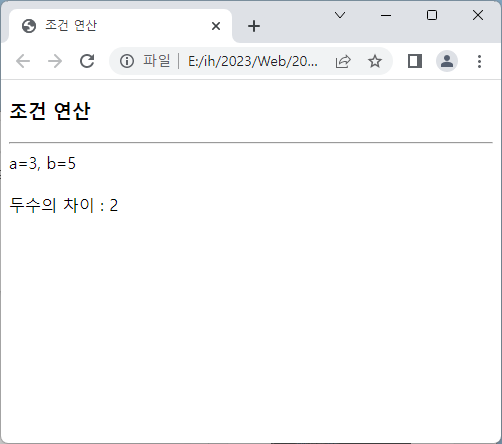 조건 연산
파일 E:/ih/2023/Web/20...
조건 연산
a=3, b=5
두수의 차이 : 2